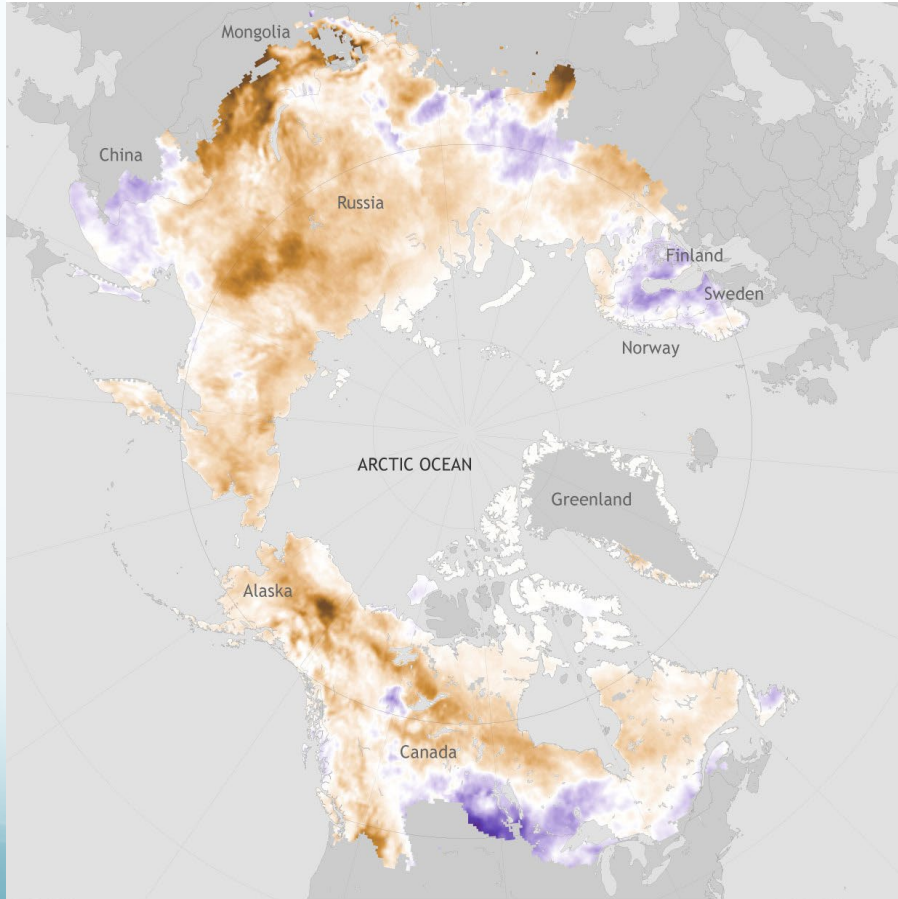 Mongolia
China
Russia
Finland
Sweden
Norway
ARCTIC OCEAN
Greenland
Alaska
Canada